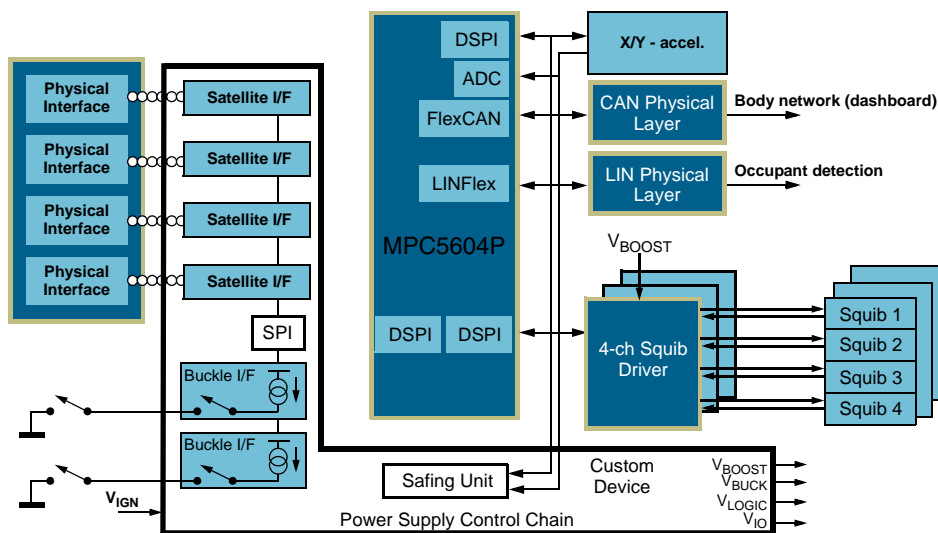 DSPI
ADC
FlexCAN
LINFlex
MPC5604P
DSPI
DSPI
X/Y - accel.
CAN Physical
Layer
Body network (dashboard)
LIN Physical
Layer
Occupant detection
Physical
Interface
Satellite I/F
Physical
Interface
Satellite I/F
Physical
Interface
Satellite I/F
Physical
Interface
Satellite I/F
SPI
Buckle I/F
Buckle I/F
VBOOST
4-ch Squib
Driver
Squib 1
Squib 2
Squib 3
Squib 4
Safing Unit
Custom
Device
VIGN
Power Supply Control Chain
VBOOST
VBUCK
VLOGIC
VIO